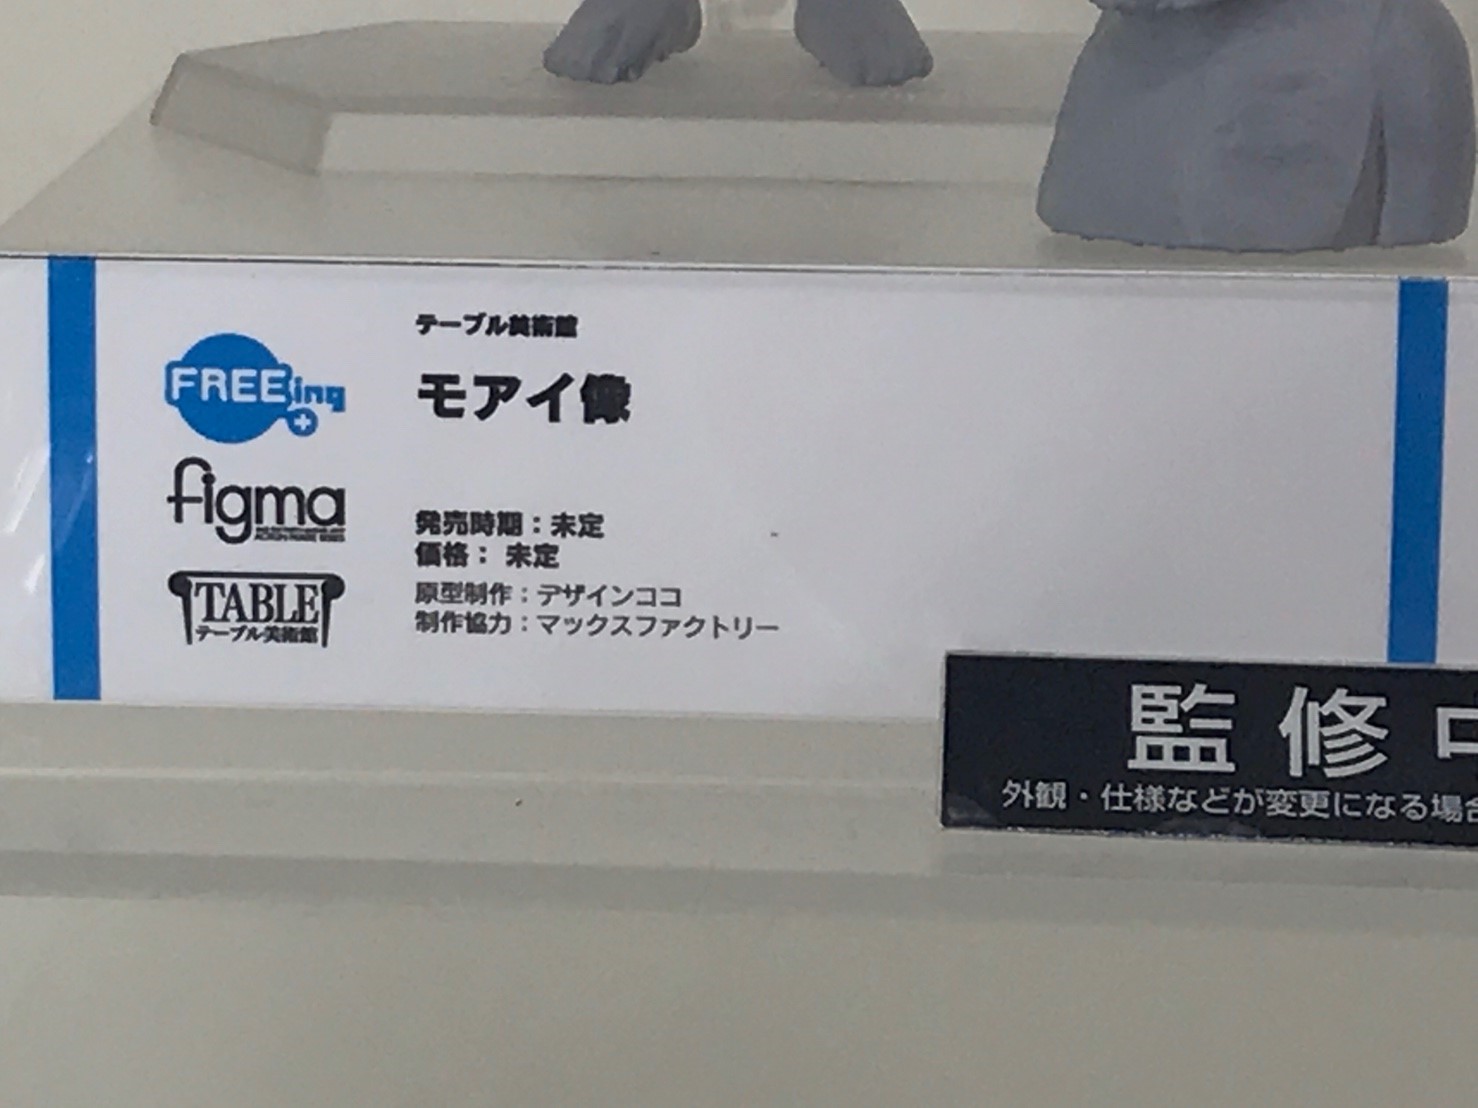 テーブル美術館
モアイ像
FREEing
figma
発売時期：未定
価格： 未定
原型制作：デザインココ
制作協力：マックスファクトリー
TABLE
テーブル美術館
監修中
外観・仕様などが変更になる場合